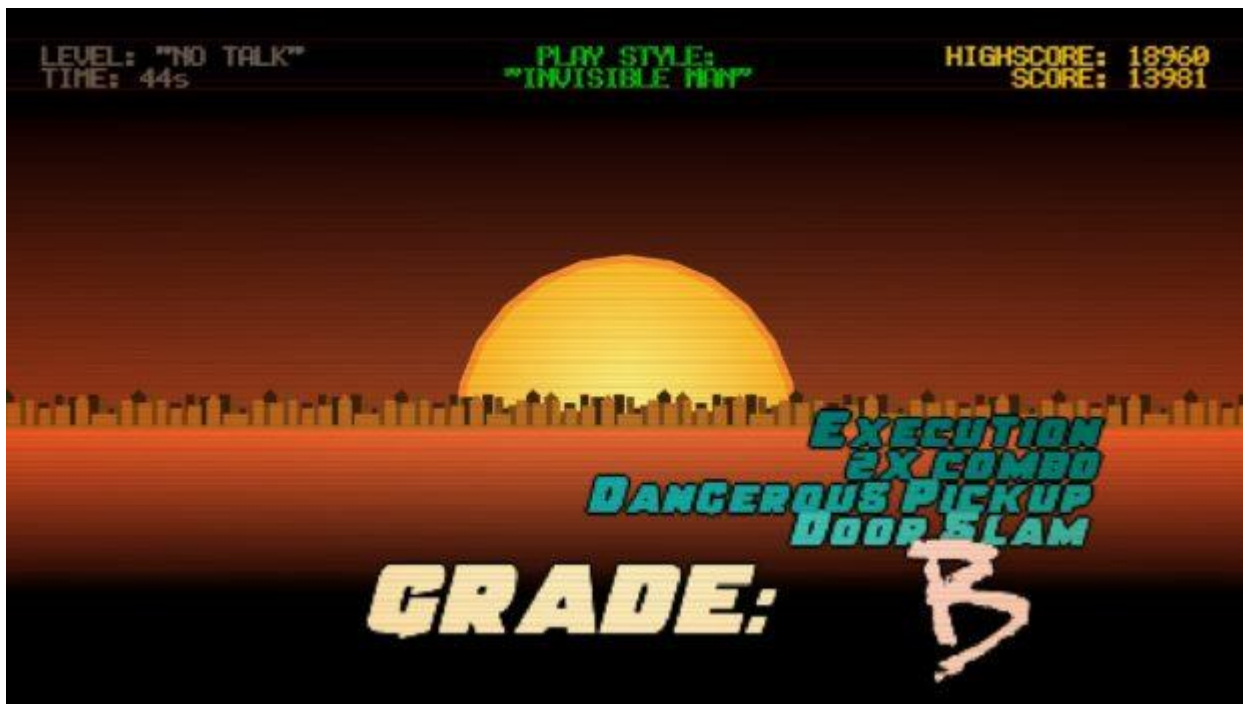 LEVEL: "NO TALK"
TIME: 44s
PLAY STYLE:
"INVISIBLE MAN"
HIGHSCORE: 18960
SCORE: 13981
EXECUTION
2X COMBO
DANGEROUS PICKUP
DOOR SLAM
GRADE: B